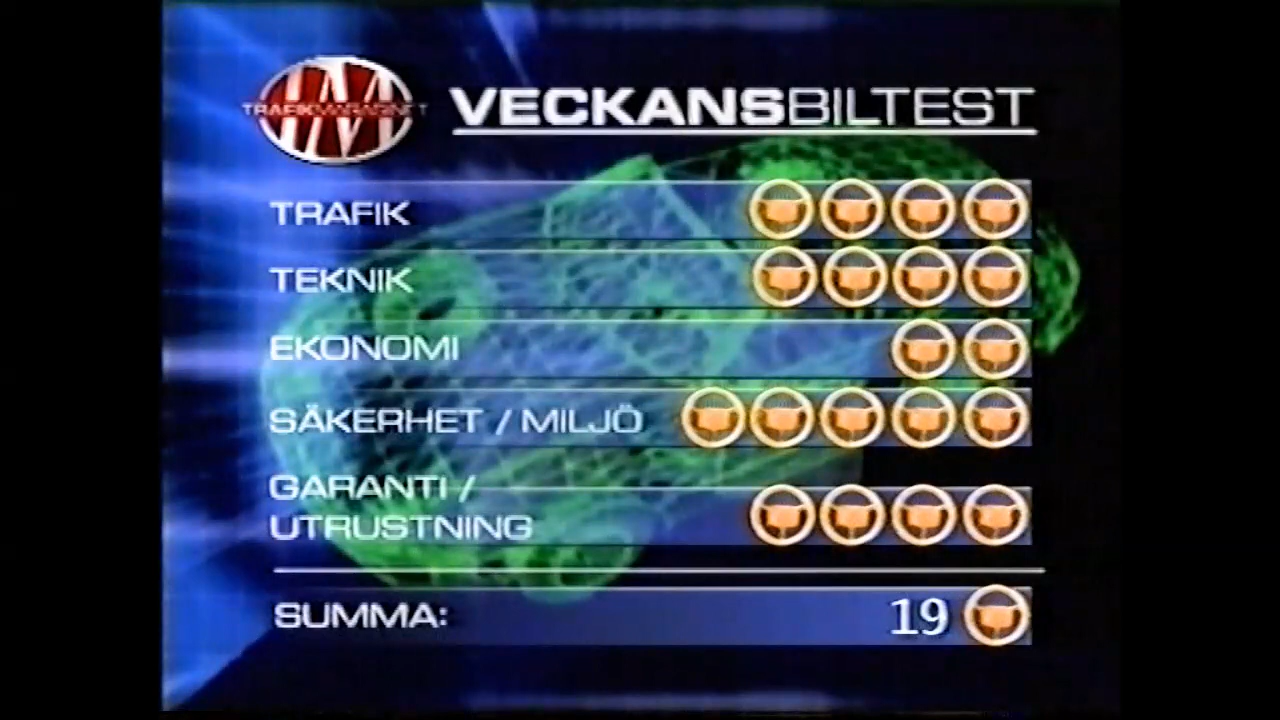 TRAFIKMAGASINET
VECKANSBILTEST
TRAFIK
TEKNIK
EKONOMI
SÄKERHET / MILJÖ
GARANTI /
UTRUSTNING
SUMMA: 19